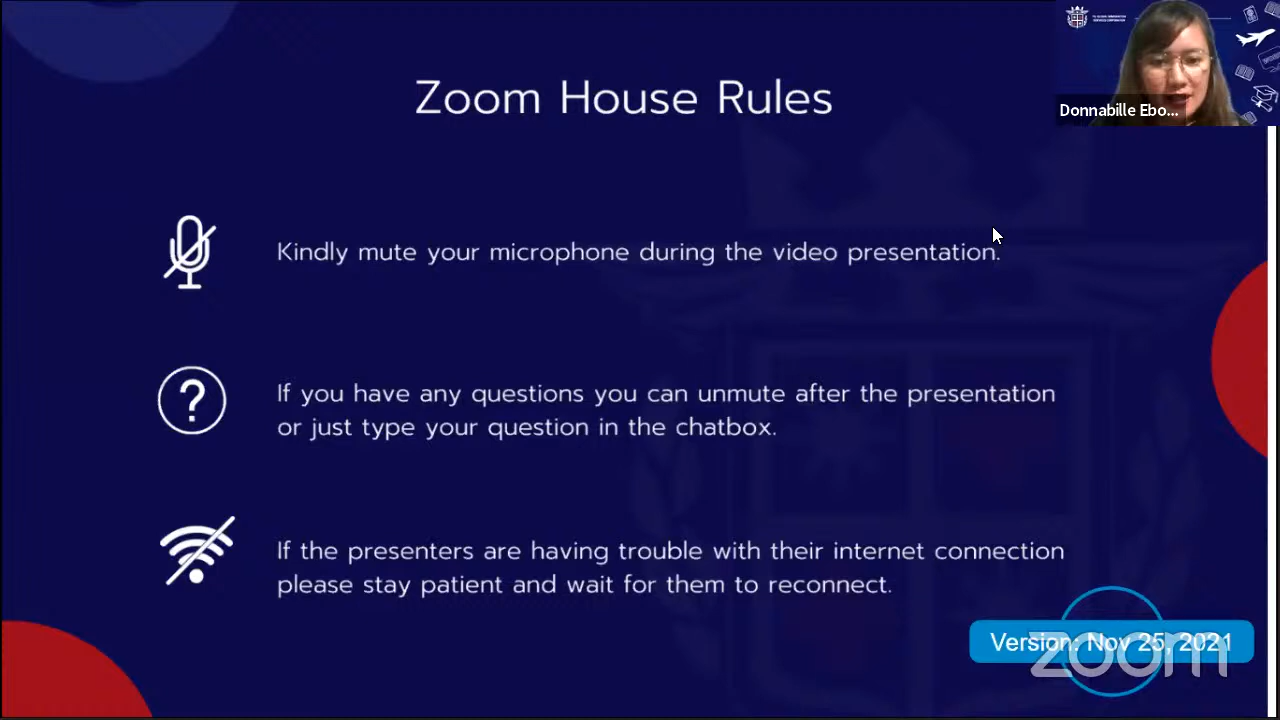 Zoom House Rules
Donnabille Ebo...
Kindly mute your microphone during the video presentation.
If you have any questions you can unmute after the presentation
or just type your question in the chatbox.
If the presenters are having trouble with their internet connection
please stay patient and wait for them to reconnect.
Version: Nov 25, 2021
zoom